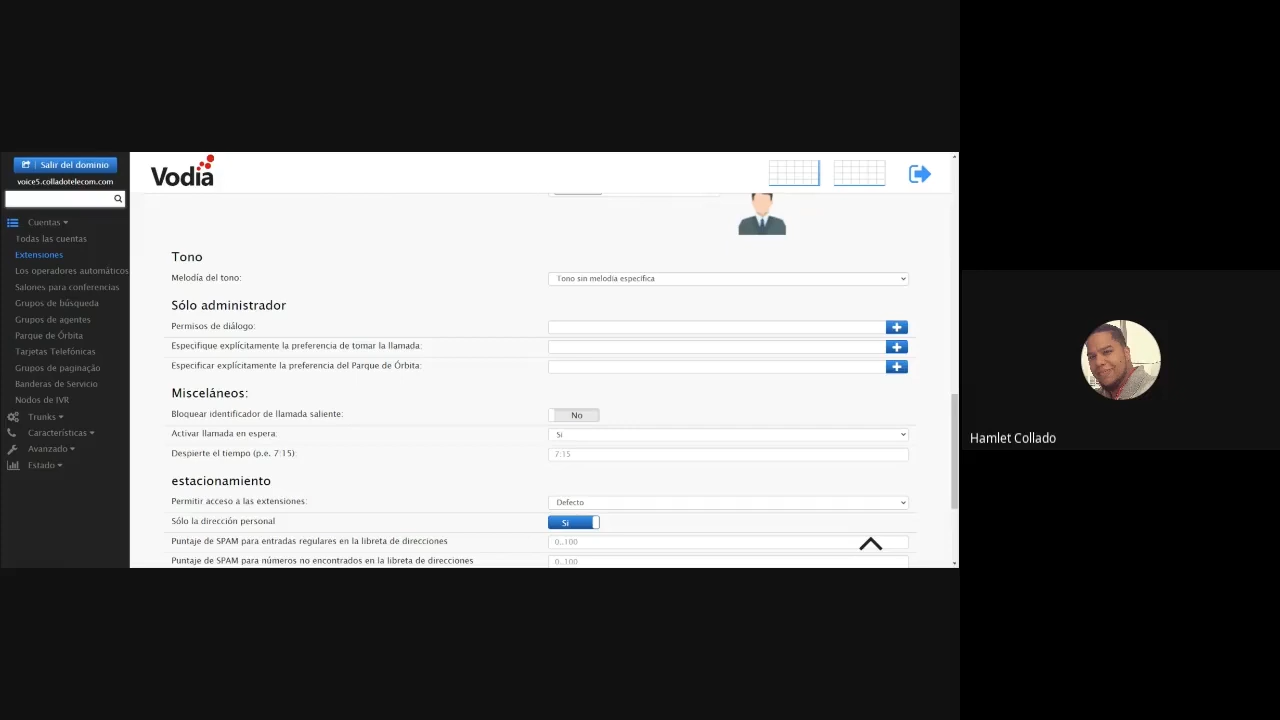 Salir del dominio
voice5.colladotelecom.com
Cuentas
Todas las cuentas
Extensiones
Los operadores automáticos
Salones para conferencias
Grupos de búsqueda
Grupos de agentes
Parque de Órbita
Tarjetas Telefónicas
Grupos de paginação
Banderas de Servicio
Nodos de IVR
Trunks
Características
Avanzado
Estado
Vodia
Tono
Melodía del tono: Tono sin melodía específica
Sólo administrador
Permisos de diálogo:
Especifique explícitamente la preferencia de tomar la llamada:
Especificar explícitamente la preferencia del Parque de Órbita:
Misceláneos:
Bloquear identificador de llamada saliente: No
Activar llamada en espera: Si
Despierte el tiempo (p.e. 7:15): 7:15
estacionamiento
Permitir acceso a las extensiones: Defecto
Sólo la dirección personal Si
Puntaje de SPAM para entradas regulares en la libreta de direcciones 0..100
Puntaje de SPAM para números no encontrados en la libreta de direcciones 0..100
Hamlet Collado